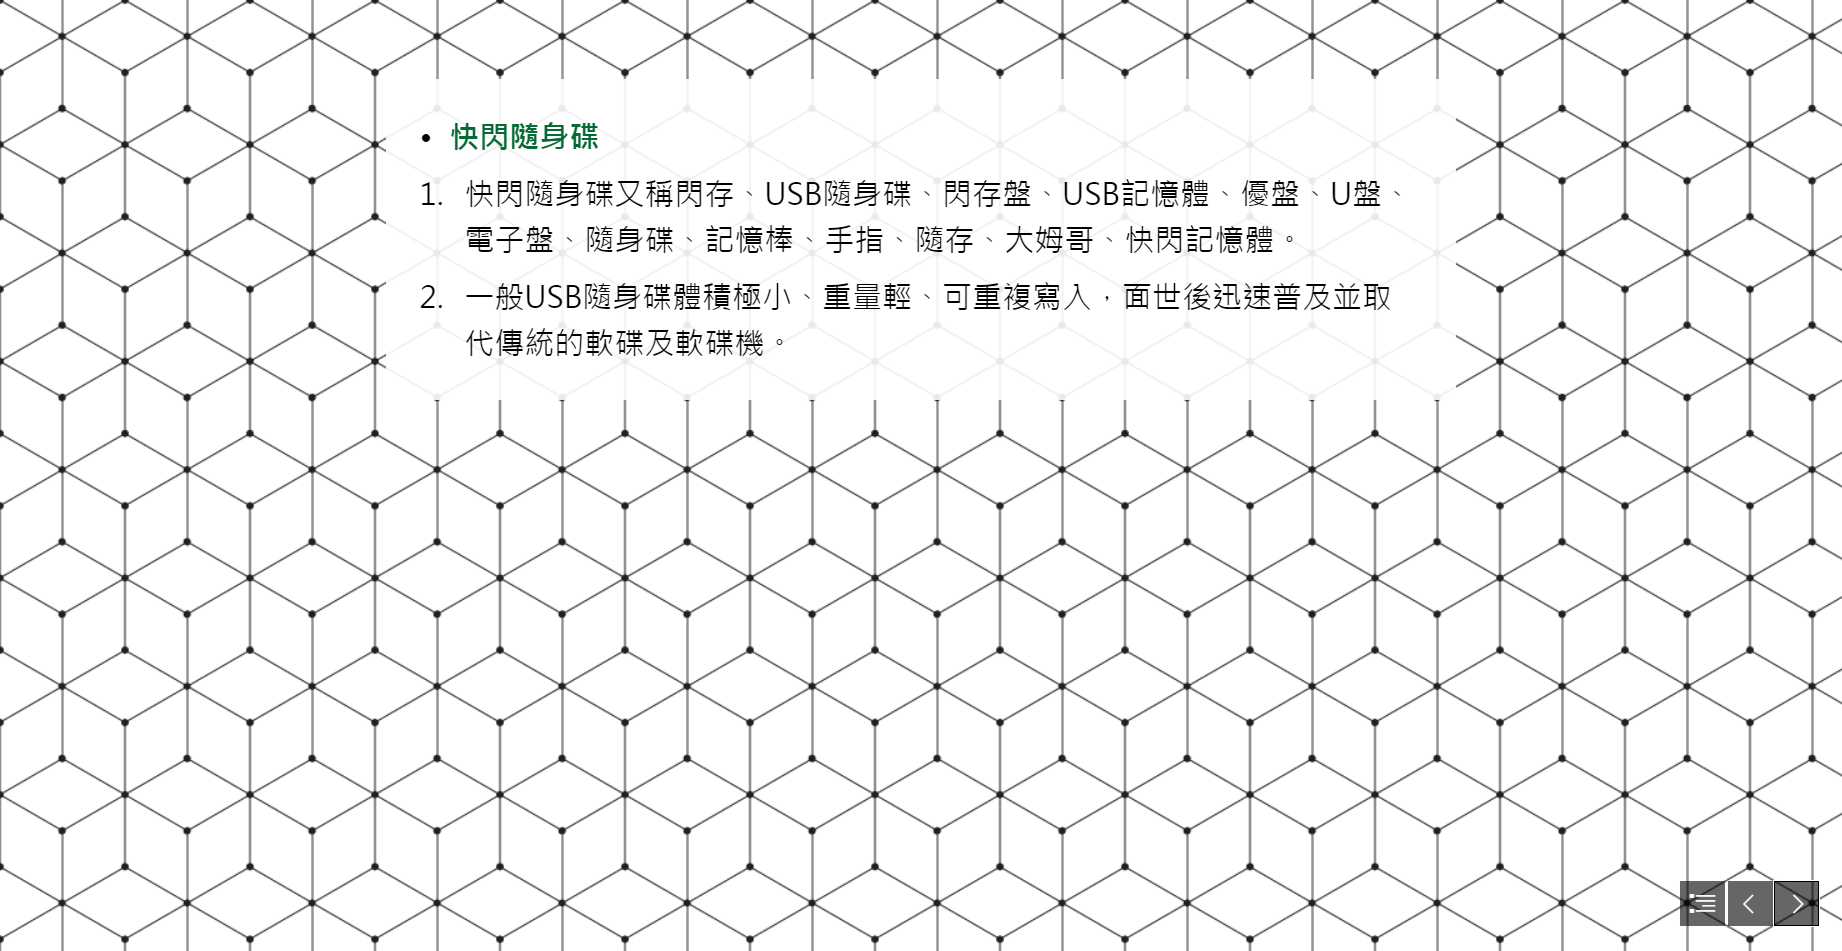 • 快閃隨身碟
1. 快閃隨身碟又稱閃存、USB隨身碟、閃存盤、USB記憶體、優盤、U盤、
電子盤、隨身碟、記憶棒、手指、隨存、大姆哥、快閃記憶體。
2. 一般USB隨身碟體積極小、重量輕、可重複寫入，面世後迅速普及並取
代傳統的軟碟及軟碟機。